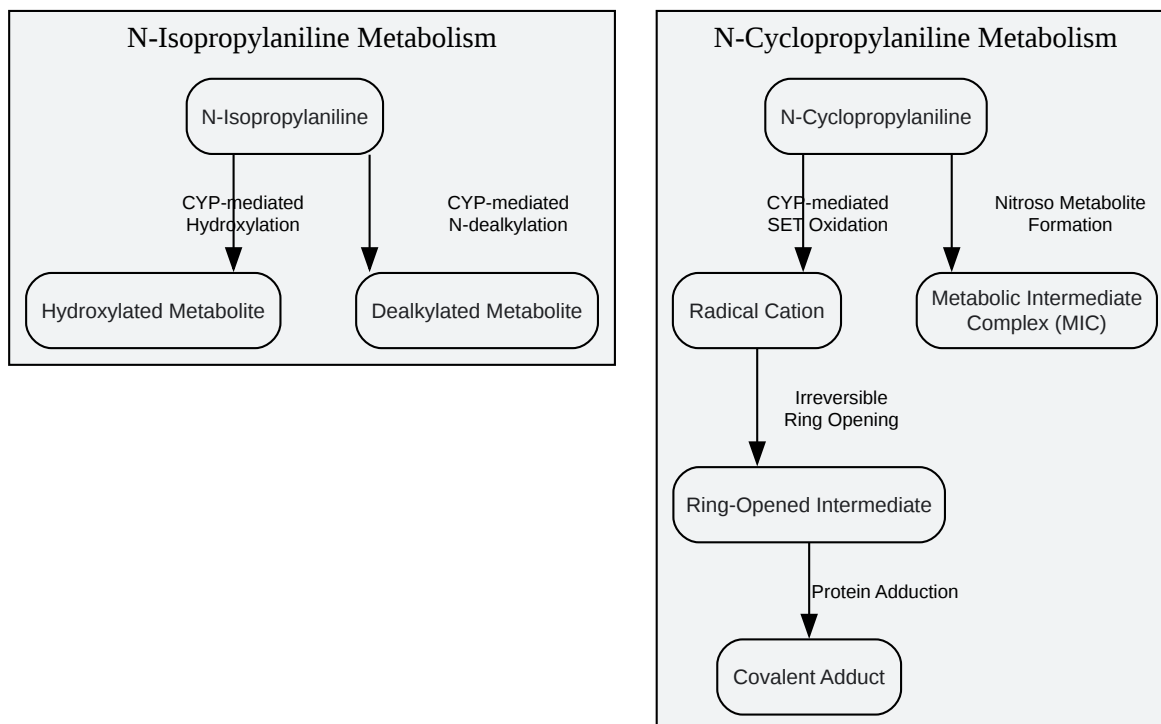 N-Isopropylaniline Metabolism
N-Isopropylaniline
CYP-mediated
Hydroxylation
CYP-mediated
N-dealkylation
Hydroxylated Metabolite
Dealkylated Metabolite
N-Cyclopropylaniline Metabolism
N-Cyclopropylaniline
CYP-mediated
SET Oxidation
Nitroso Metabolite
Formation
Radical Cation
Metabolic Intermediate
Complex (MIC)
Irreversible
Ring Opening
Ring-Opened Intermediate
Protein Adduction
Covalent Adduct